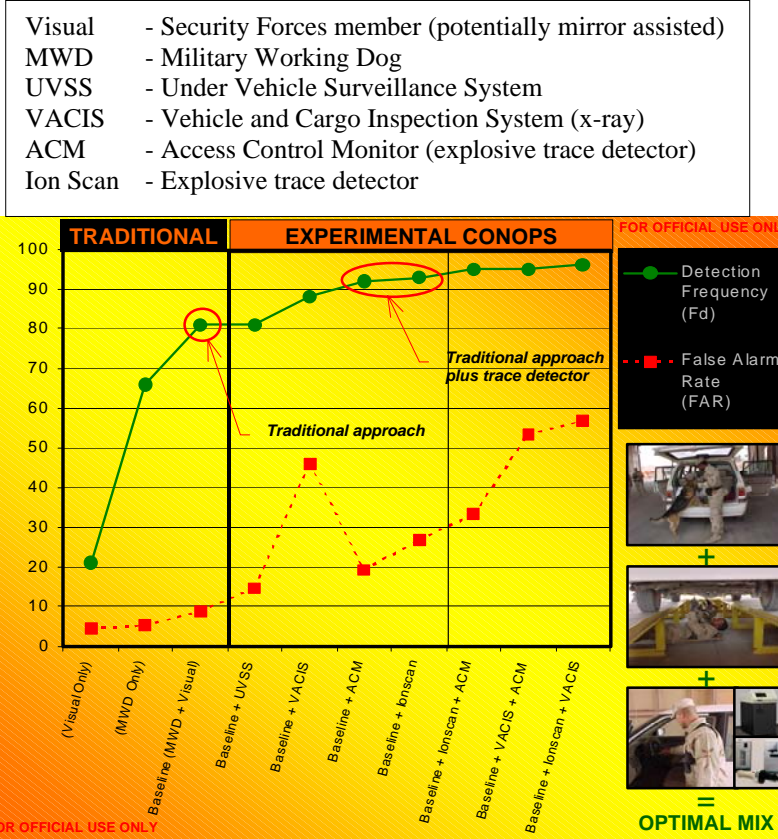 Visual - Security Forces member (potentially mirror assisted)
MWD - Military Working Dog
UVSS - Under Vehicle Surveillance System
VACIS - Vehicle and Cargo Inspection System (x-ray)
ACM - Access Control Monitor (explosive trace detector)
Ion Scan - Explosive trace detector
TRADITIONAL
EXPERIMENTAL CONOPS
FOR OFFICIAL USE ONL
100
90
80
70
60
50
40
30
20
10
0
Detection
Frequency
(Fd)
False Alarm
Rate
(FAR)
Traditional approach
plus trace detector
Traditional approach
(Visual Only)
(MWD Only)
Baseline (MWD + Visual)
Baseline + UVSS
Baseline + VACIS
Baseline + ACM
Baseline + Ionscan
Baseline + Ionscan + ACM
Baseline + VACIS + ACM
Baseline + Ionscan + VACIS
+
+
=
OPTIMAL MIX
OR OFFICIAL USE ONLY